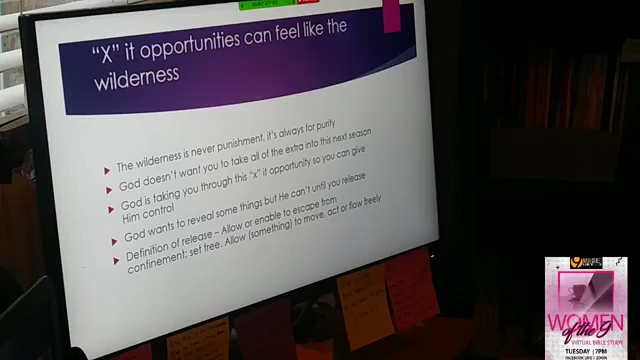 “X” it opportunities can feel like the
wilderness
The wilderness is never punishment, it's always for purity
God doesn't want you to take all of the extra into this next season
God is taking you through this “x” it opportunity so you can give
Him control
God wants to reveal some things but He can't until you release
Definition of release – Allow or enable to escape from
confinement; set free. Allow (something) to move, act or flow freely
WOMEN
of the 9
VIRTUAL BIBLE STUDY
TUESDAY | 7PM
FACEBOOK LIVE | ZOOM